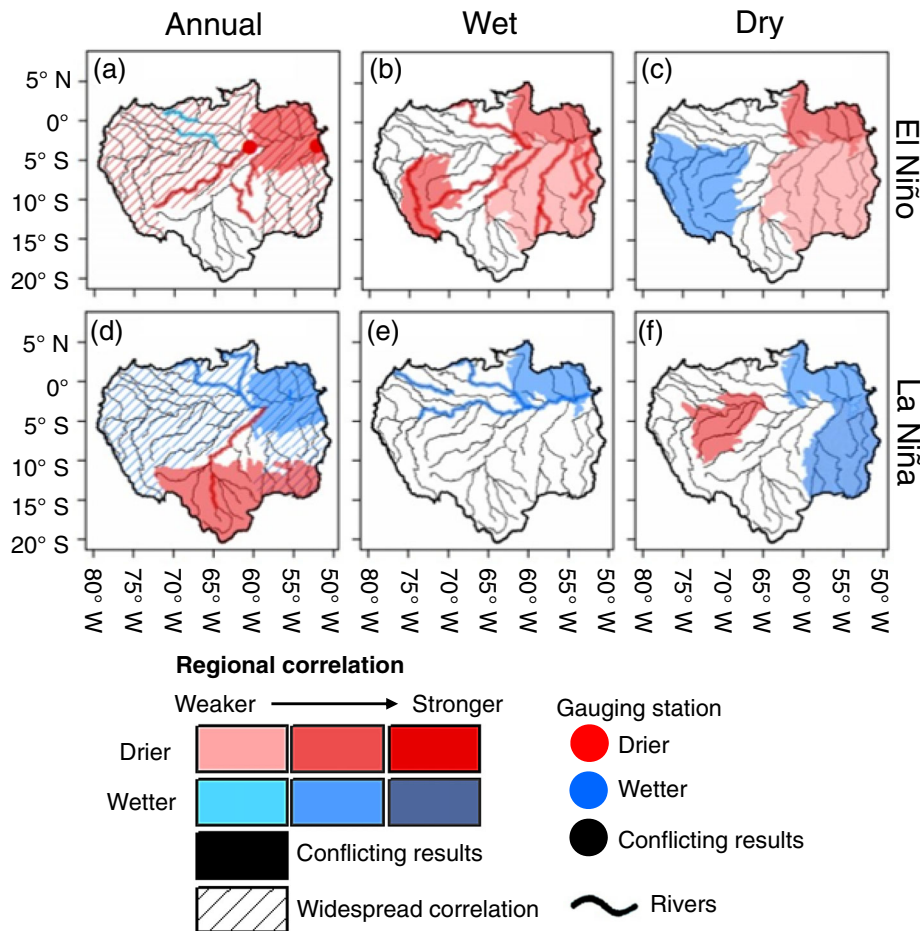 Annual Wet Dry
(a) (b) (c)
5° N
0°
5° S
10° S
15° S
20° S
El Niño
(d) (e) (f)
5° N
0°
5° S
10° S
15° S
20° S
La Niña
80° W 75° W 70° W 65° W 60° W 55° W 50° W 80° W 75° W 70° W 65° W 60° W 55° W 50° W 80° W 75° W 70° W 65° W 60° W 55° W 50° W
Regional correlation
Weaker Stronger
Drier
Wetter
Conflicting results
Widespread correlation
Gauging station
Drier
Wetter
Conflicting results
Rivers